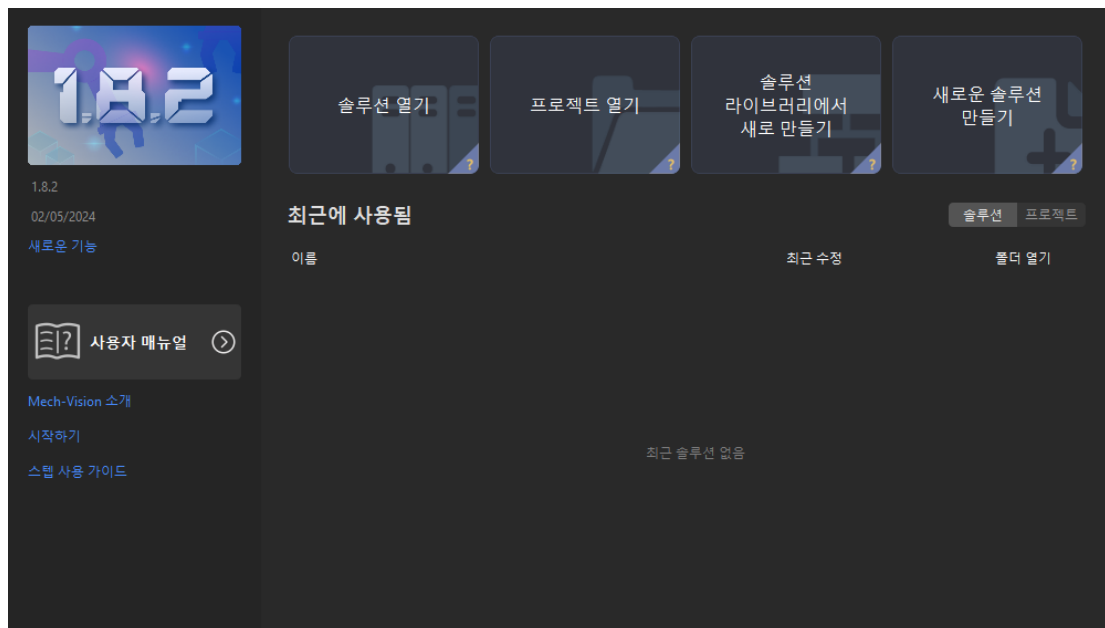 1.8.2
1.8.2
02/05/2024
새로운 기능
사용자 매뉴얼
Mech-Vision 소개
시작하기
스텝 사용 가이드
솔루션 열기
?
프로젝트 열기
?
솔루션
라이브러리에서
새로 만들기
?
새로운 솔루션
만들기
?
최근에 사용됨
솔루션 프로젝트
이름 최근 수정 폴더 열기
최근 솔루션 없음